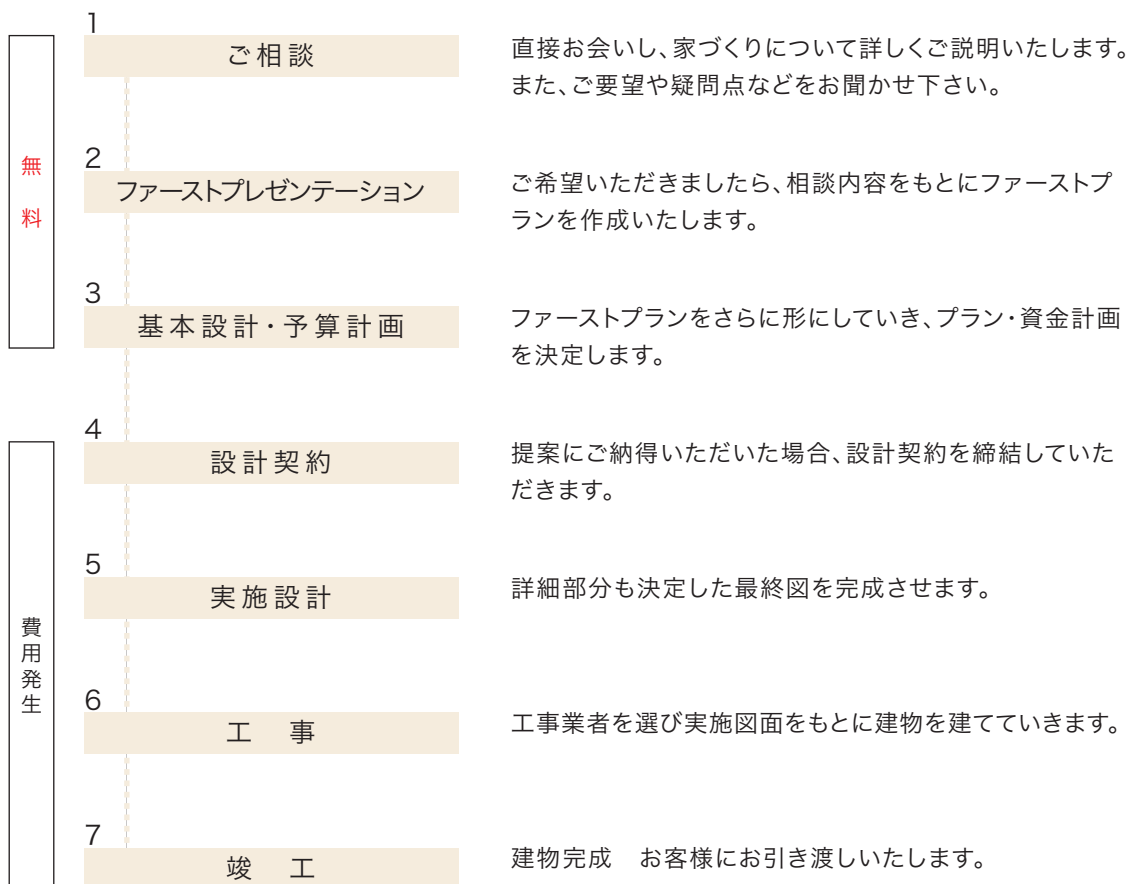 無料
1
ご相談
直接お会いし、家づくりについて詳しくご説明いたします。
また、ご要望や疑問点などをお聞かせ下さい。
2
ファーストプレゼンテーション
ご希望いただきましたら、相談内容をもとにファーストプ
ランを作成いたします。
3
基本設計・予算計画
ファーストプランをさらに形にしていき、プラン・資金計画
を決定します。
費用発生
4
設計契約
提案にご納得いただいた場合、設計契約を締結していた
だきます。
5
実施設計
詳細部分も決定した最終図を完成させます。
6
工　事
工事業者を選び実施図面をもとに建物を建てていきます。
7
竣　工
建物完成　お客様にお引き渡しいたします。